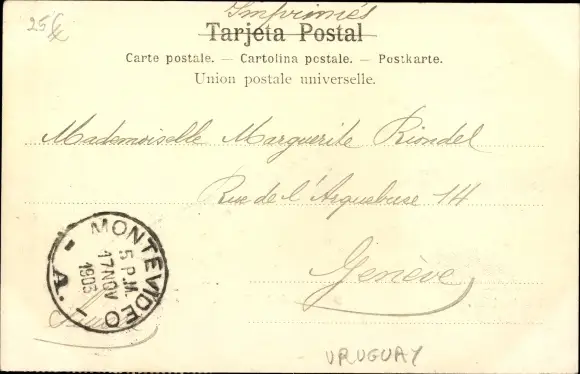 25
Imprimés
Tarjeta Postal
Carte postale. — Cartolina postale. — Postkarte.
Union postale universelle.
Mademoiselle Marguerite Riondel
Rue de l'Arquebuse 14
Genève
MONTEVIDEO
5 P.M.
17 NOV
1903
A.
URUGUAY